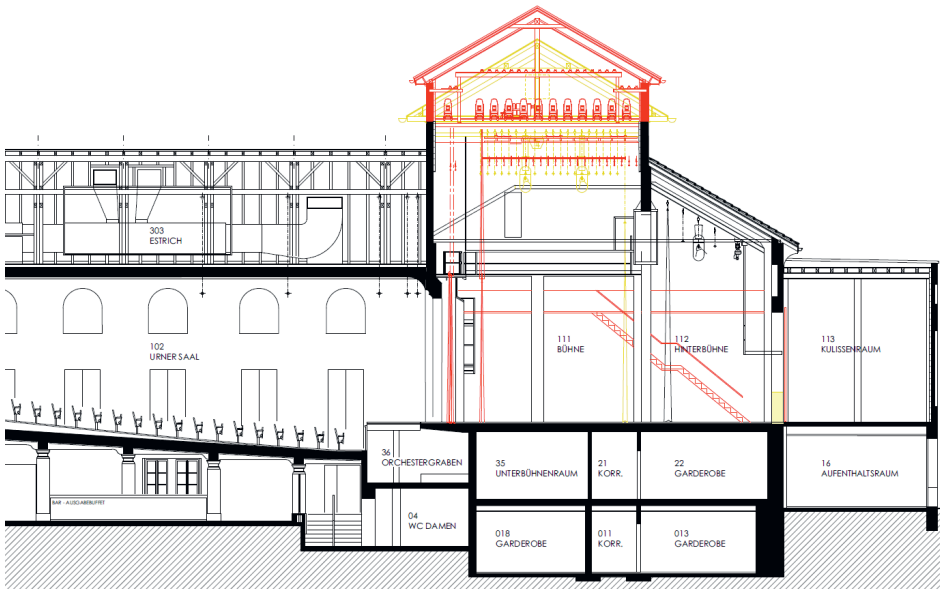 303
ESTRICH
102
URNER SAAL
111
BÜHNE
112
HINTERBÜHNE
113
KULISSENRAUM
36
ORCHESTERGRABEN
35
UNTERBÜHNENRAUM
21
KORR.
22
GARDEROBE
16
AUFENTHALTSRAUM
BAR - AUSGABEBUFFET
04
WC DAMEN
018
GARDEROBE
011
KORR.
013
GARDEROBE